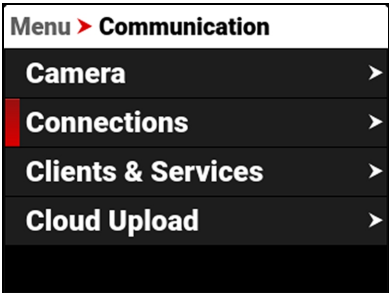 Menu ➤ Communication
Camera
Connections
Clients & Services
Cloud Upload